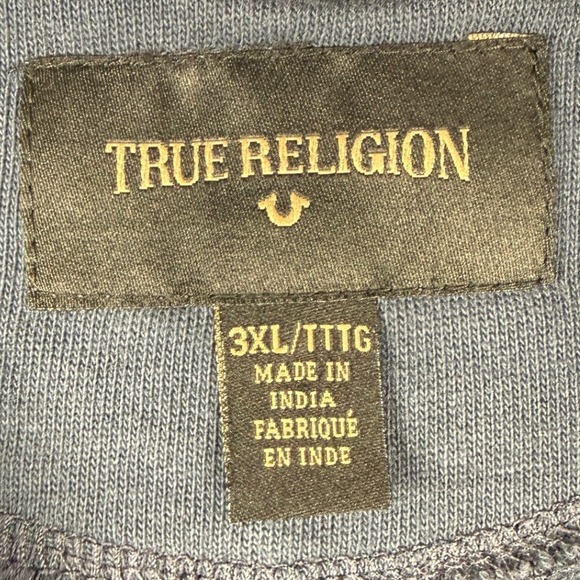 TRUE RELIGION
3XL/TTTG
MADE IN
INDIA
FABRIQUÉ
EN INDE